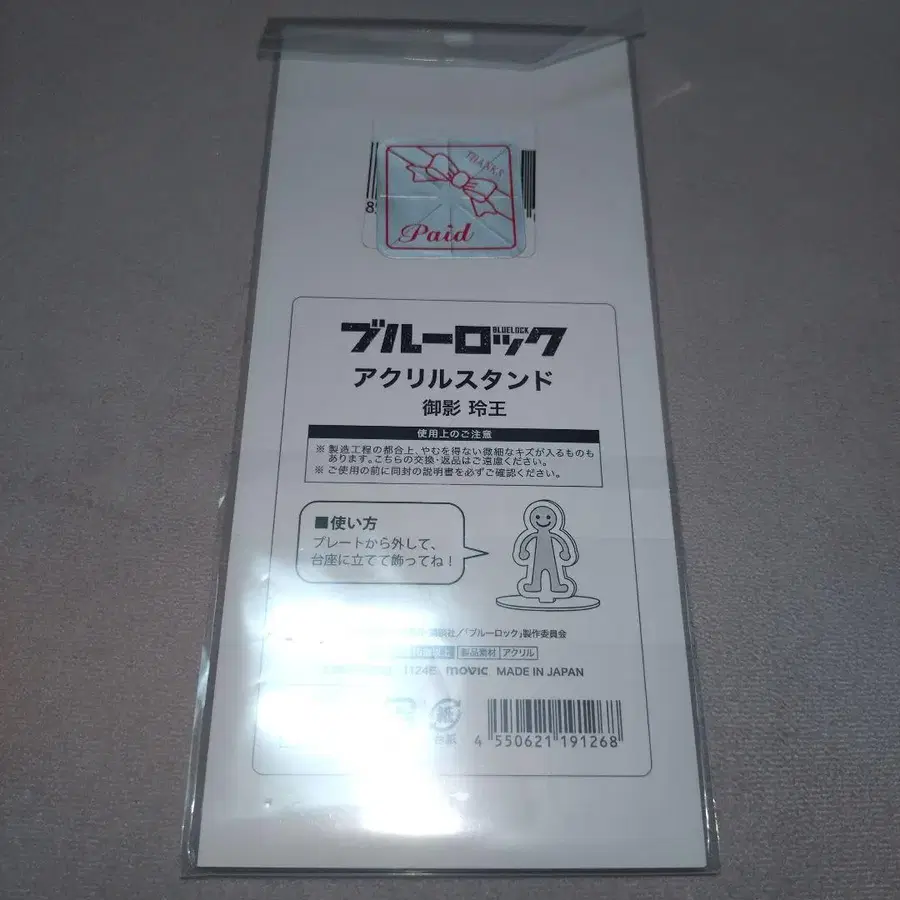 THANKS
Paid
ブルーロック
BLUELOCK
アクリルスタンド
御影 玲王
使用上のご注意
※ 製造工程の都合上、やむを得ない微細なキズが入るものも
あります。こちらの交換・返品はご遠慮ください。
※ ご使用の前に同封の説明書を必ずご確認ください。
■使い方
プレートから外して、
台座に立てて飾ってね！
講談社／「ブルーロック」製作委員会
製品素材 アクリル
1124E movic MADE IN JAPAN
紙
台紙
4 550621 191268